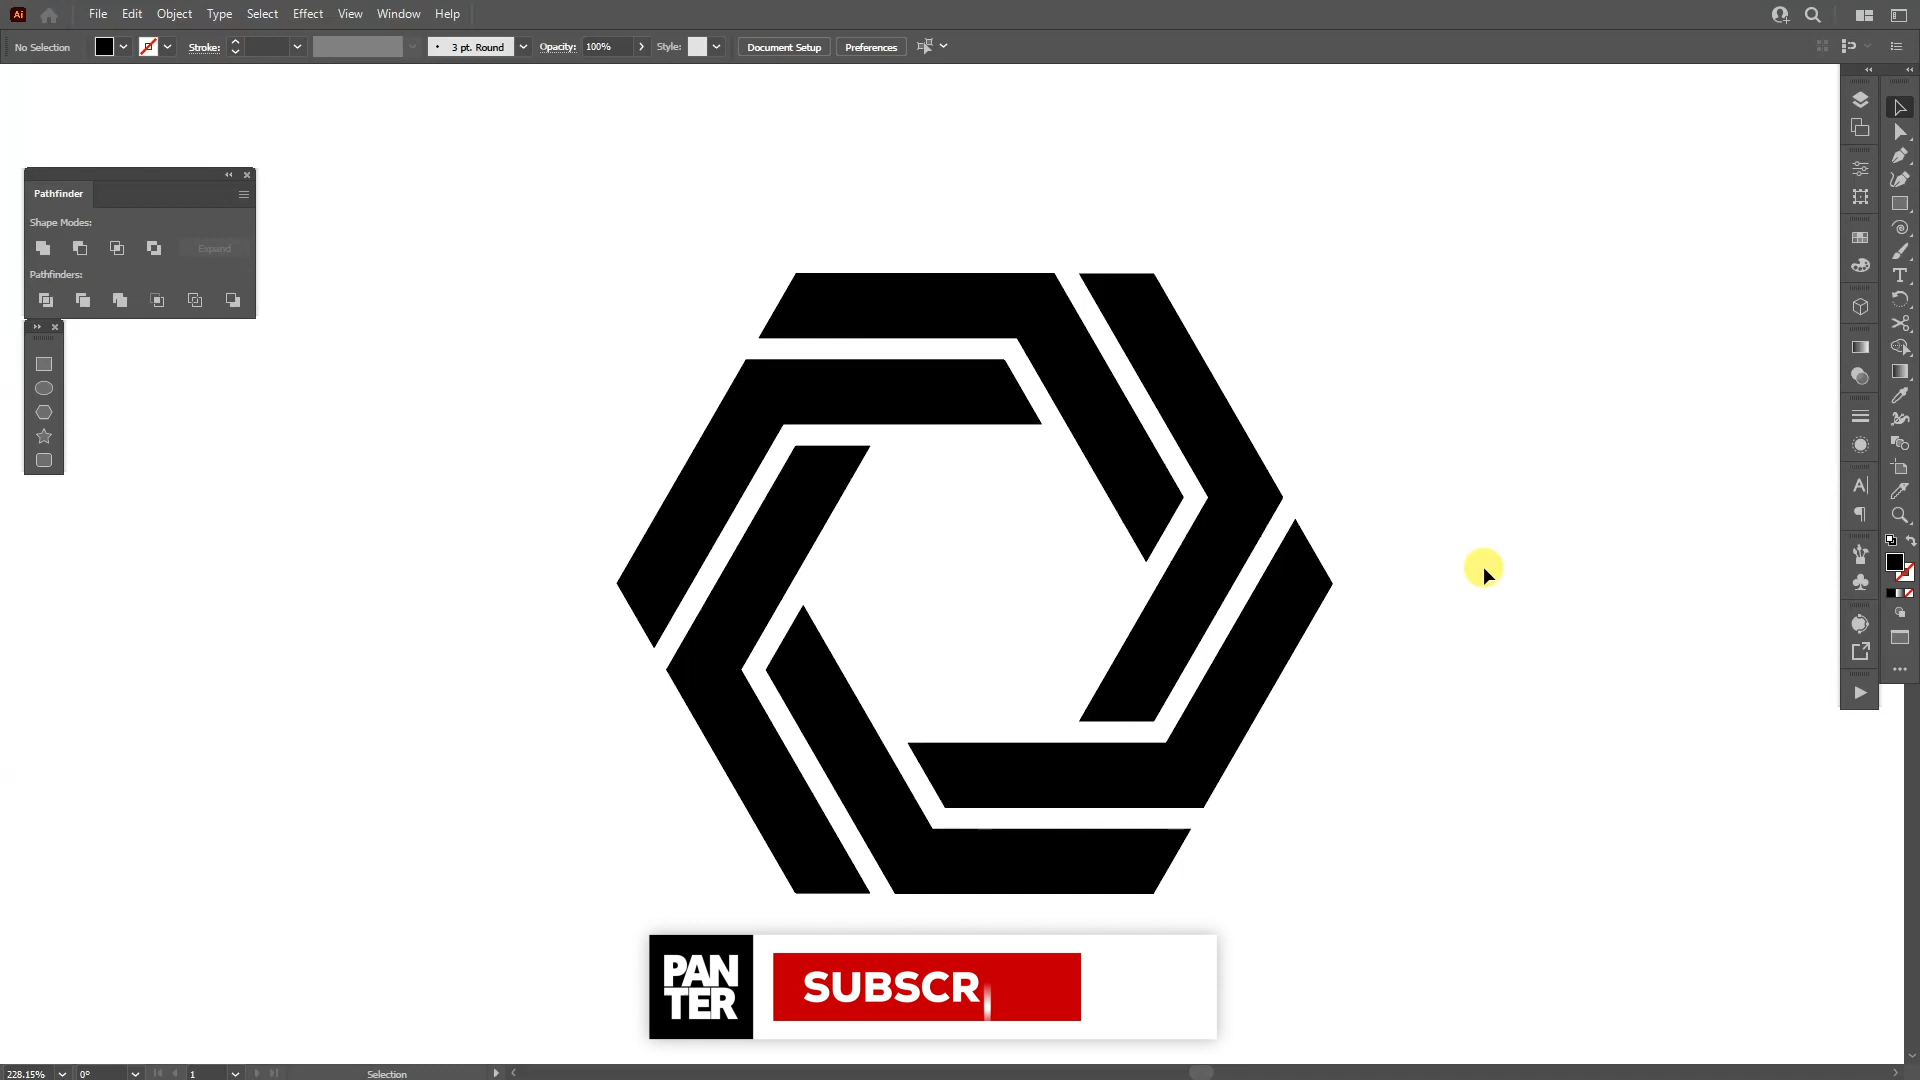 Ai File Edit Object Type Select Effect View Window Help
No Selection Stroke: 3 pt. Round Opacity: 100% Style: Document Setup Preferences
Pathfinder
Shape Modes:
Expand
Pathfinders:
PAN
TER
SUBSCR
228.15% 0° 1 Selection